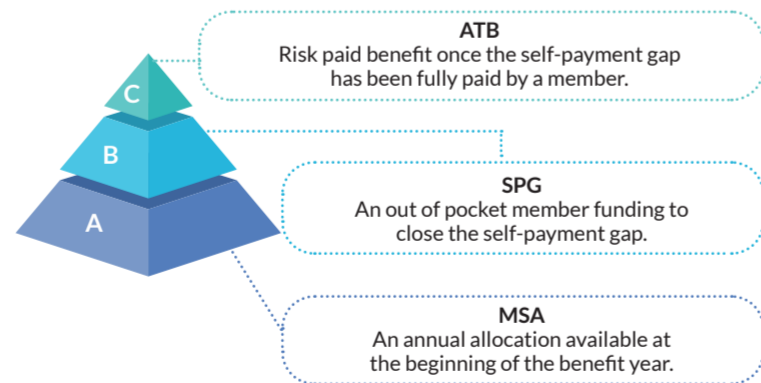 ATB
Risk paid benefit once the self-payment gap
has been fully paid by a member.
C
B
SPG
An out of pocket member funding to
close the self-payment gap.
A
MSA
An annual allocation available at
the beginning of the benefit year.